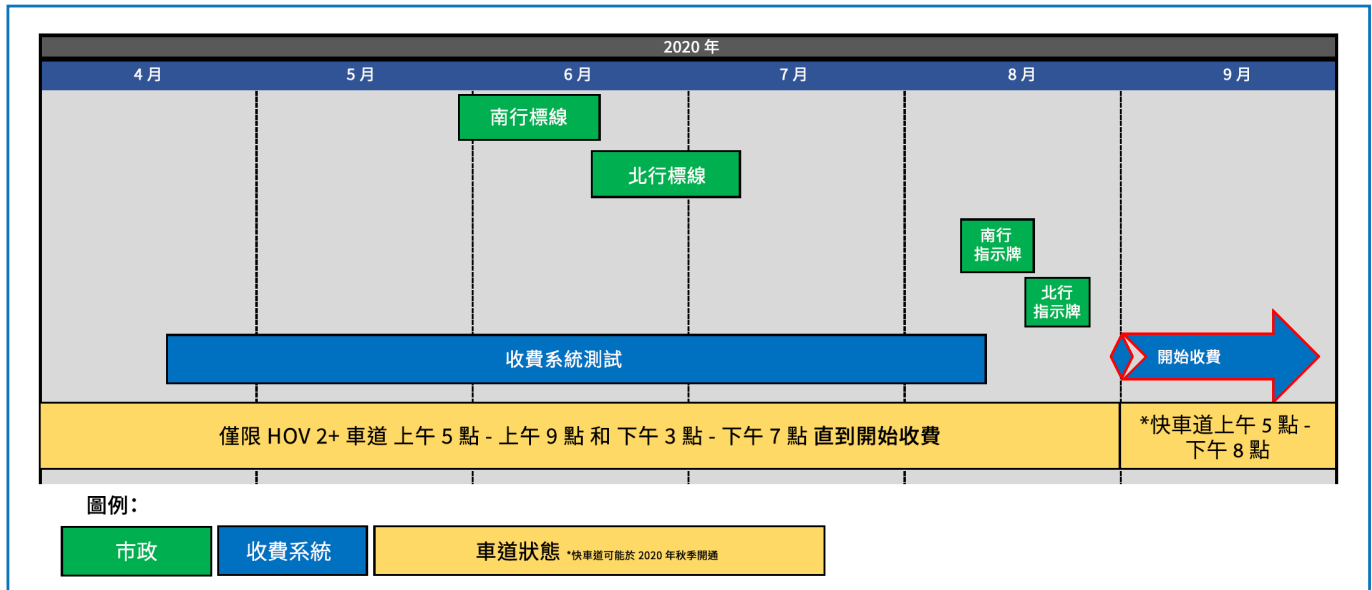 2020 年
4 月
5 月
6 月
7 月
8 月
9 月
南行標線
北行標線
南行
指示牌
北行
指示牌
收費系統測試
開始收費
僅限 HOV 2+ 車道 上午 5 點 - 上午 9 點 和 下午 3 點 - 下午 7 點 直到開始收費
*快車道上午 5 點 -
下午 8 點
圖例：
市政
收費系統
車道狀態 *快車道可能於 2020 年秋季開通